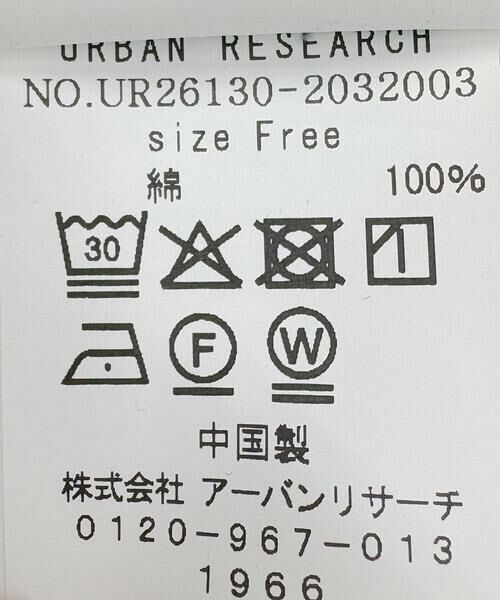 URBAN RESEARCH
NO.UR26130-2032003
size Free
綿 100%
30
F W
中国製
株式会社 アーバンリサーチ
0120-967-013
1966